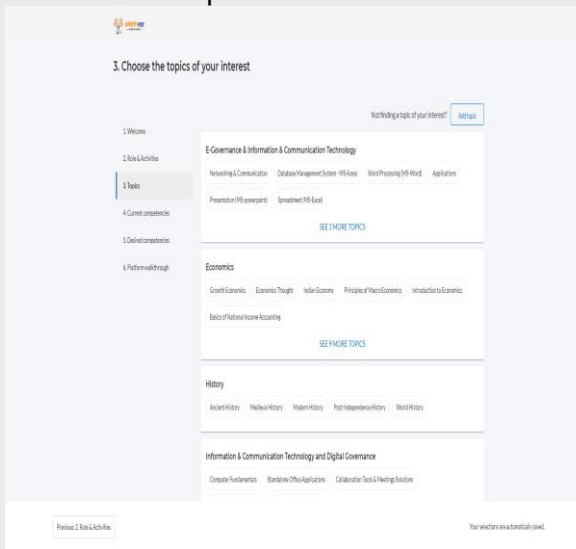 3. Choose the topics of your interest
Not finding a topic of your interest?
Add topic
1. Welcome
2. Role & Activities
3. Topics
4. Current competencies
5. Desired competencies
6. Platform walkthrough
E-Governance & Information & Communication Technology
Networking & Communication Database Management System - MS Axess Word Processing (MS-Word) Applications
Presentation (MS-powerpoint) Spreadsheet (MS-Excel)
SEE 3 MORE TOPICS
Economics
Growth Economics Economics Thought Indian Economy Principles of Macro Economics Introduction to Economics
Basics of National Income Accounting
SEE 9 MORE TOPICS
History
Ancient History Medieval History Modern History Post-Independence History World History
Information & Communication Technology and Digital Governance
Computer Fundamentals Standalone Office Applications Collaboration Tools & Meetings Solutions
Previous: 2. Role & Activities
Your selections are automatically saved.